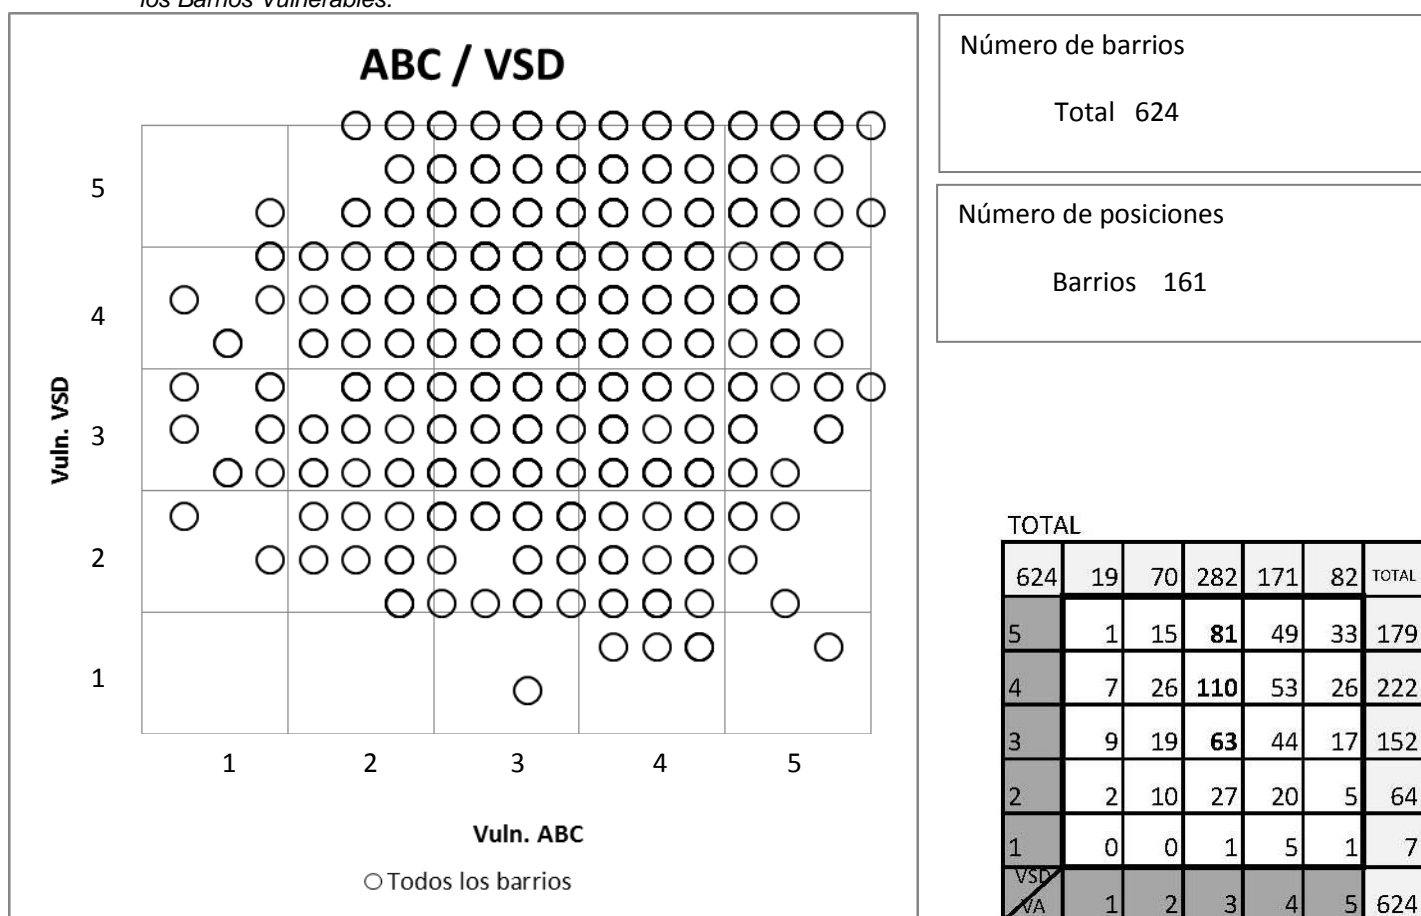 los Barrios Vulnerables.
ABC / VSD
5
4
3
2
1
Vuln. VSD
1 2 3 4 5
Vuln. ABC
Todos los barrios
Número de barrios
Total 624
Número de posiciones
Barrios 161
TOTAL
624 19 70 282 171 82 TOTAL
5 1 15 81 49 33 179
4 7 26 110 53 26 222
3 9 19 63 44 17 152
2 2 10 27 20 5 64
1 0 0 1 5 1 7
VSD
VA 1 2 3 4 5 624